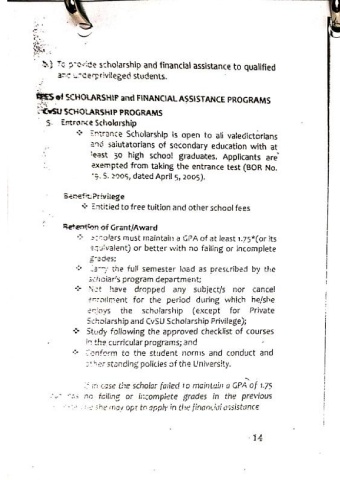 To provide scholarship and financial assistance to qualified
and underprivileged students.
of SCHOLARSHIP and FINANCIAL ASSISTANCE PROGRAMS
CvSU SCHOLARSHIP PROGRAMS
5. Entrance Scholarship
❖ Entrance Scholarship is open to all valedictorians
and salutatorians of secondary education with at
least 30 high school graduates. Applicants are
exempted from taking the entrance test (BOR No.
19, S. 2005, dated April 5, 2005).
Benefit/Privilege
❖ Entitled to free tuition and other school fees
Retention of Grant/Award
❖ Scholars must maintain a GPA of at least 1.75*(or its
equivalent) or better with no failing or incomplete
grades;
❖ Carry the full semester load as prescribed by the
scholar's program department;
❖ Not have dropped any subject/s nor cancel
enrollment for the period during which he/she
enjoys the scholarship (except for Private
Scholarship and CvSU Scholarship Privilege);
❖ Study following the approved checklist of courses
in the curricular programs; and
❖ Conform to the student norms and conduct and
other standing policies of the University.
in case the scholar failed to maintain a GPA of 1.75
but has no failing or incomplete grades in the previous
she may opt to apply in the financial assistance
14